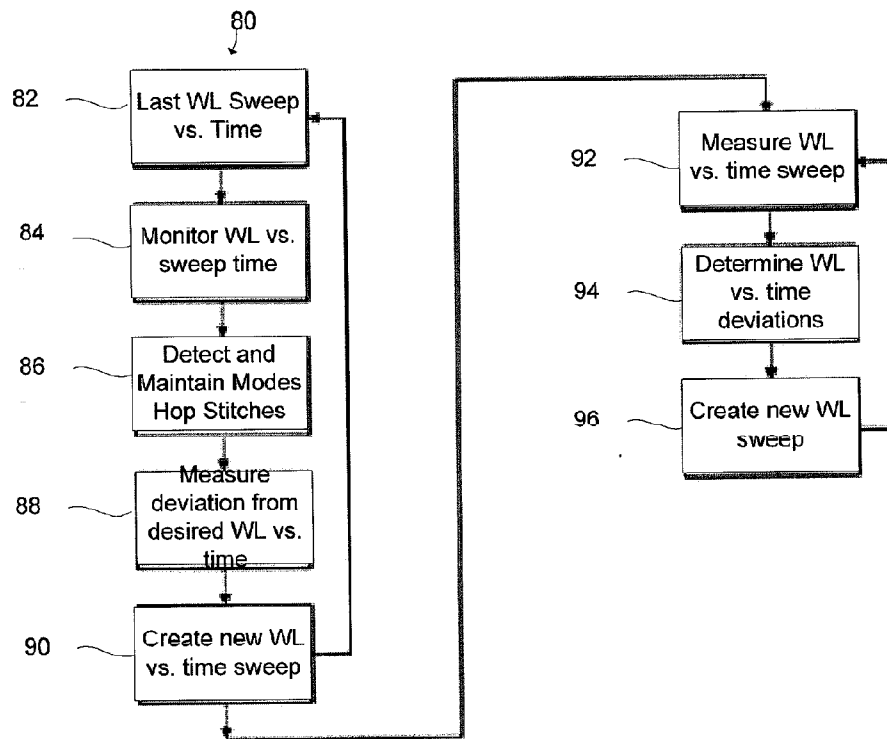 80
82
Last WL Sweep
vs. Time
84
Monitor WL vs.
sweep time
86
Detect and
Maintain Modes
Hop Stitches
88
Measure
deviation from
desired WL vs.
time
90
Create new WL
vs. time sweep
92
Measure WL
vs. time sweep
94
Determine WL
vs. time
deviations
96
Create new WL
sweep